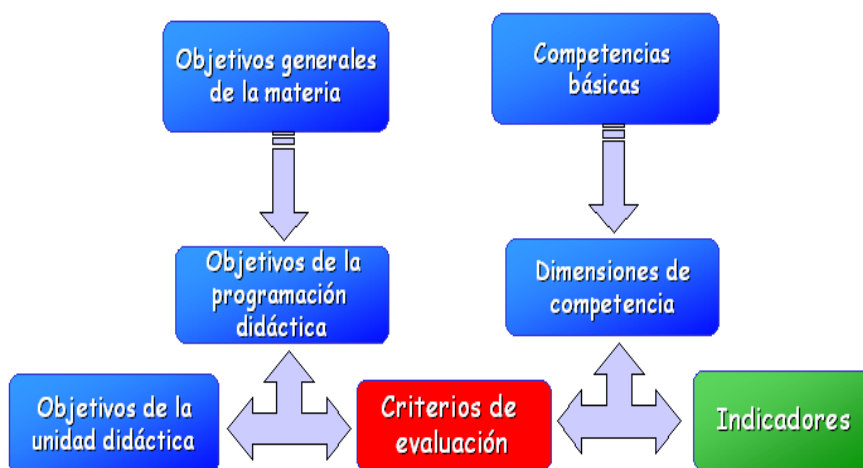 Objetivos generales
de la materia
Competencias
básicas
Objetivos de la
programación
didáctica
Dimensiones de
competencia
Objetivos de la
unidad didáctica
Criterios de
evaluación
Indicadores